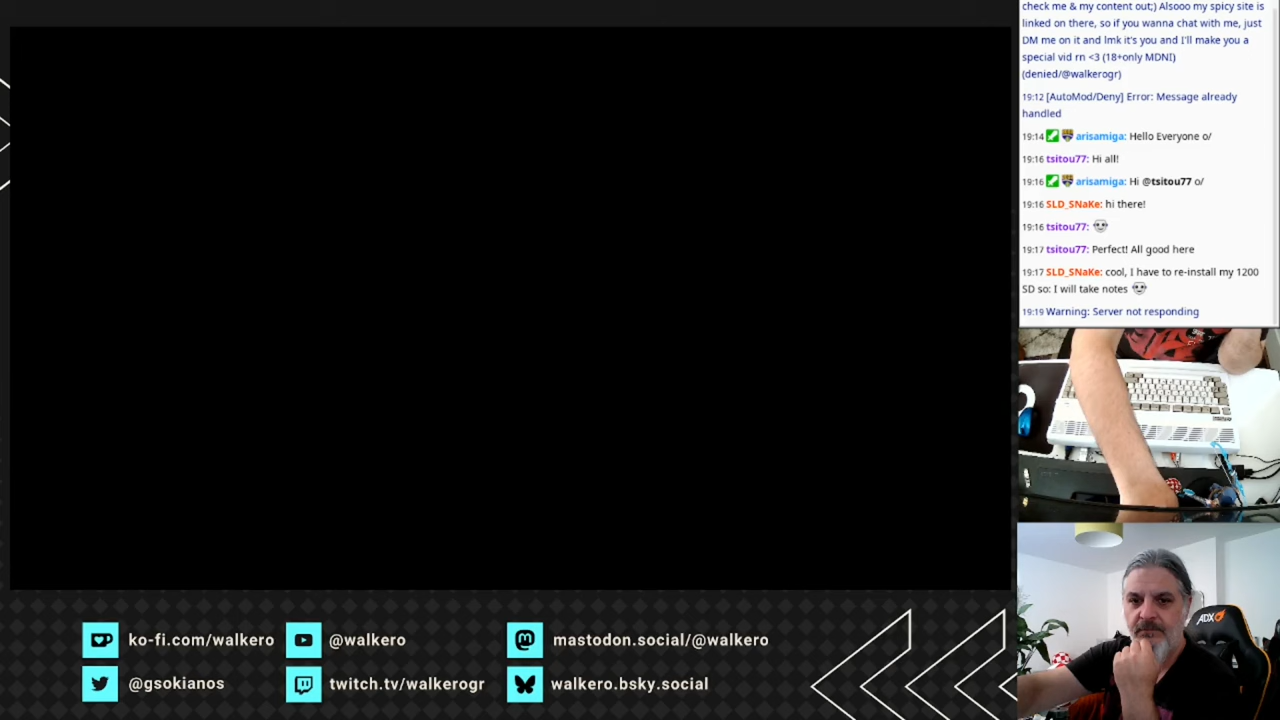 check me & my content out;) Alsooo my spicy site is
linked on there, so if you wanna chat with me, just
DM me on it and lmk it's you and I'll make you a
special vid rn <3 (18+only MDNI)
(denied/@walkerogr)
19:12 [AutoMod/Deny] Error: Message already
handled
19:14 arisamiga: Hello Everyone o/
19:16 tsitou77: Hi all!
19:16 arisamiga: Hi @tsitou77 o/
19:16 SLD_SNaKe: hi there!
19:16 tsitou77:
19:17 tsitou77: Perfect! All good here
19:17 SLD_SNaKe: cool, I have to re-install my 1200
SD so: I will take notes
19:19 Warning: Server not responding
ADX
ko-fi.com/walkero
@walkero
mastodon.social/@walkero
@gsokianos
twitch.tv/walkerogr
walkero.bsky.social